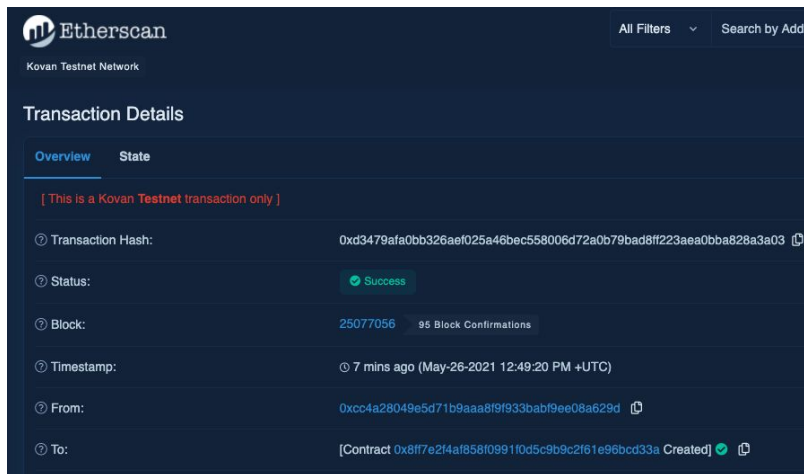 Etherscan
All Filters Search by Add
Kovan Testnet Network
Transaction Details
Overview State
[ This is a Kovan Testnet transaction only ]
Transaction Hash: 0xd3479afa0bb326aef025a46bec558006d72a0b79bad8ff223aea0bba828a3a03
Status: Success
Block: 25077056 95 Block Confirmations
Timestamp: 7 mins ago (May-26-2021 12:49:20 PM +UTC)
From: 0xcc4a28049e5d71b9aaa8f9f933babf9ee08a629d
To: [Contract 0x8ff7e2f4af858f0991f0d5c9b9c2f61e96bcd33a Created]